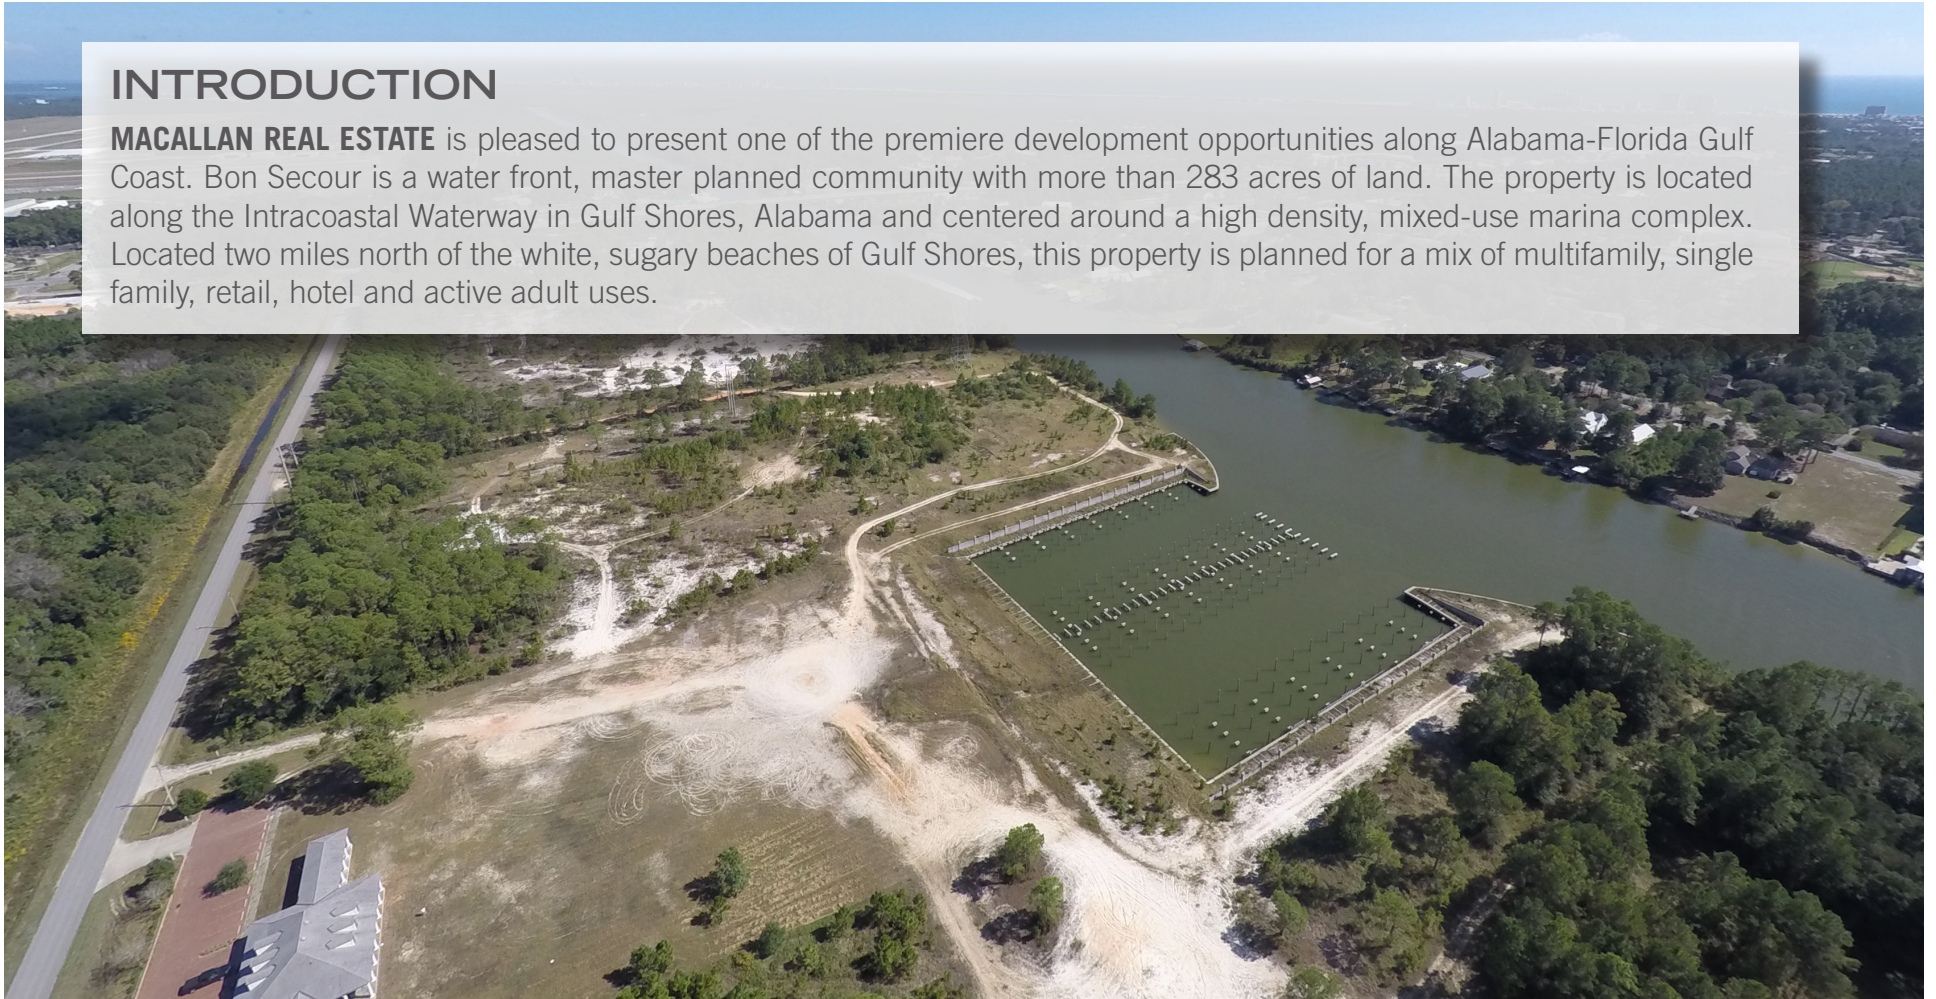 INTRODUCTION
MACALLAN REAL ESTATE is pleased to present one of the premiere development opportunities along Alabama-Florida Gulf
Coast. Bon Secour is a water front, master planned community with more than 283 acres of land. The property is located
along the Intracoastal Waterway in Gulf Shores, Alabama and centered around a high density, mixed-use marina complex.
Located two miles north of the white, sugary beaches of Gulf Shores, this property is planned for a mix of multifamily, single
family, retail, hotel and active adult uses.